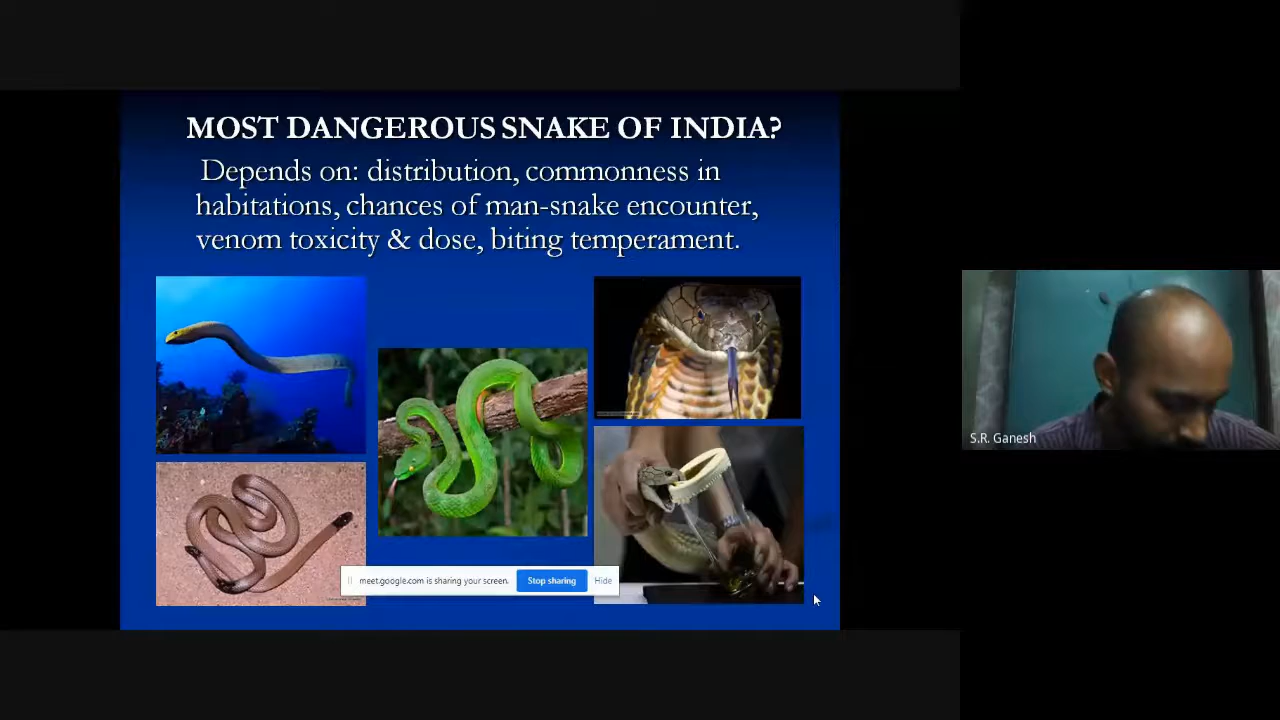 MOST DANGEROUS SNAKE OF INDIA?
Depends on: distribution, commonness in
habitations, chances of man-snake encounter,
venom toxicity & dose, biting temperament.
S.R. Ganesh
meet.google.com is sharing your screen.
Stop sharing
Hide